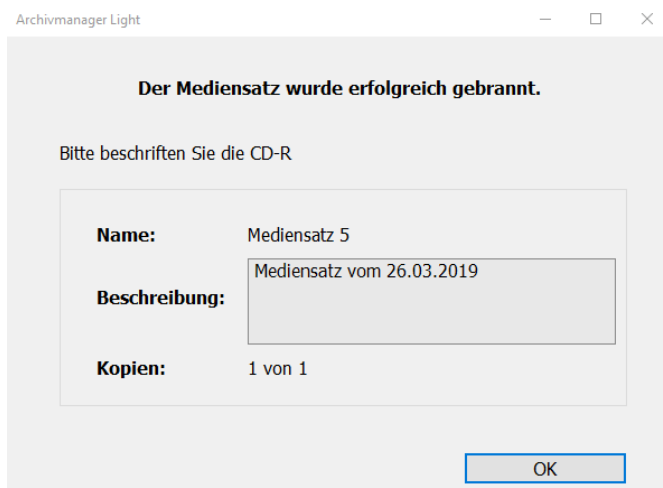 Archivmanager Light
Der Mediensatz wurde erfolgreich gebrannt.
Bitte beschriften Sie die CD-R
Name: Mediensatz 5
Beschreibung: Mediensatz vom 26.03.2019
Kopien: 1 von 1
OK